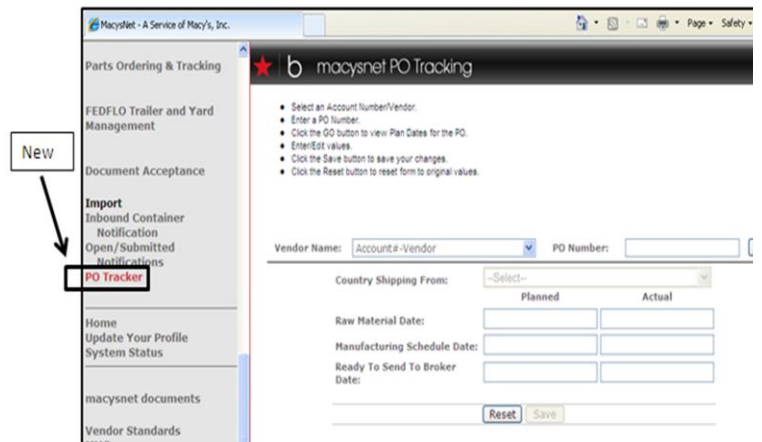 MacysNet - A Service of Macy's, Inc.
Page
Safety
Parts Ordering & Tracking
FEDFLO Trailer and Yard
Management
Document Acceptance
Import
Inbound Container
Notification
Open/Submitted
Notifications
PO Tracker
Home
Update Your Profile
System Status
macysnet documents
Vendor Standards
New
b macysnet PO Tracking
Select an Account Number/Vendor.
Enter a PO Number.
Click the GO button to view Plan Dates for the PO.
Enter/Edit values.
Click the Save button to save your changes.
Click the Reset button to reset form to original values.
Vendor Name: Account#-Vendor PO Number:
Country Shipping From: --Select--
Planned Actual
Raw Material Date:
Manufacturing Schedule Date:
Ready To Send To Broker
Date:
Reset Save